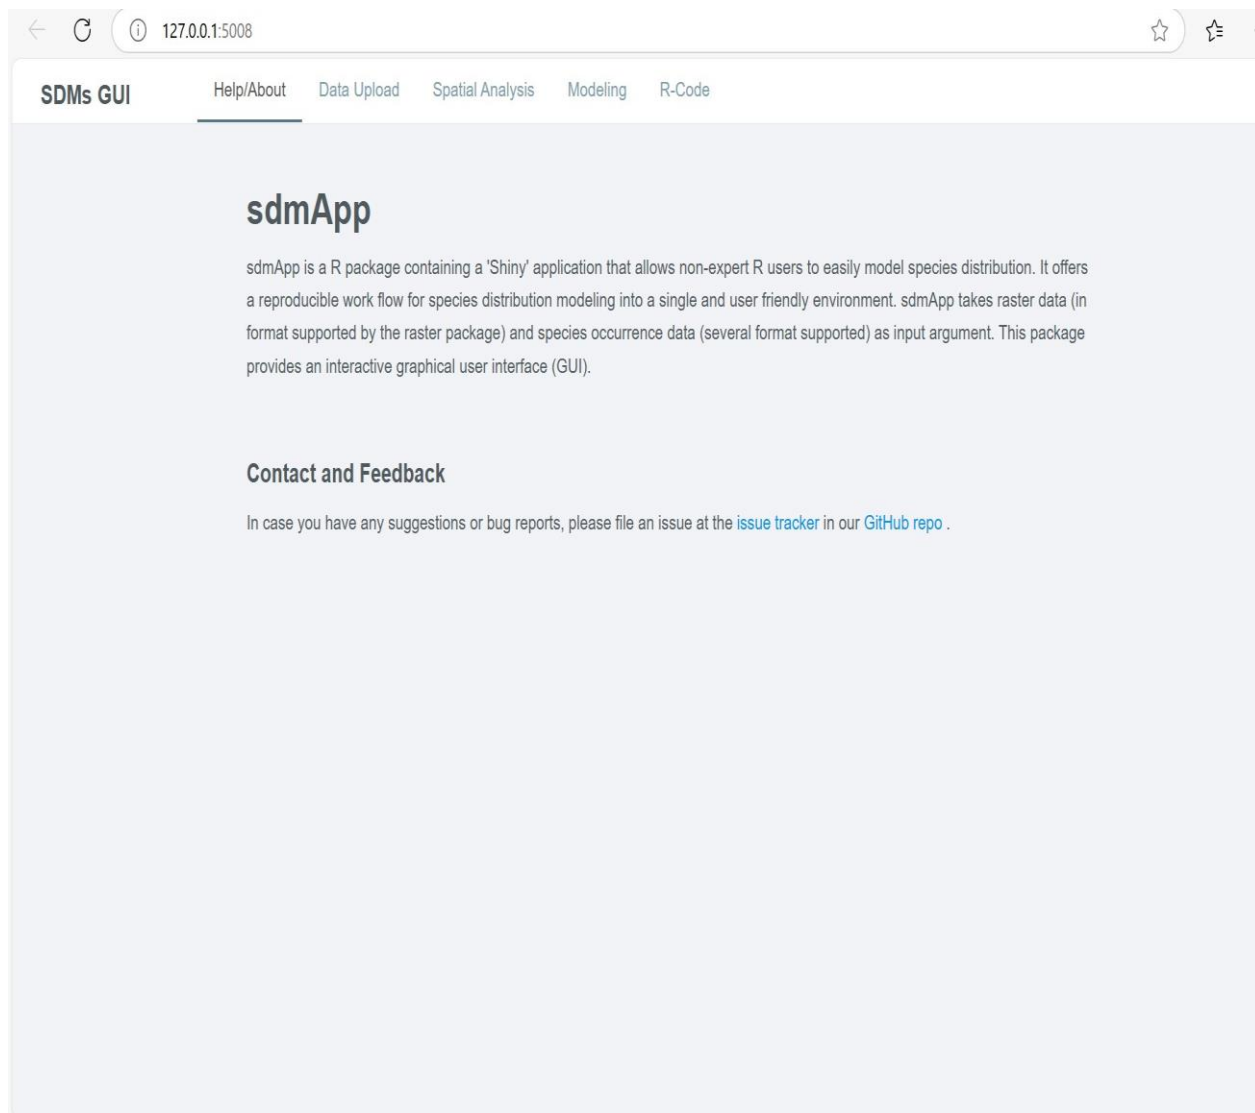 127.0.0.1:5008
SDMs GUI Help/About Data Upload Spatial Analysis Modeling R-Code
sdmApp
sdmApp is a R package containing a 'Shiny' application that allows non-expert R users to easily model species distribution. It offers
a reproducible work flow for species distribution modeling into a single and user friendly environment. sdmApp takes raster data (in
format supported by the raster package) and species occurrence data (several format supported) as input argument. This package
provides an interactive graphical user interface (GUI).
Contact and Feedback
In case you have any suggestions or bug reports, please file an issue at the issue tracker in our GitHub repo .